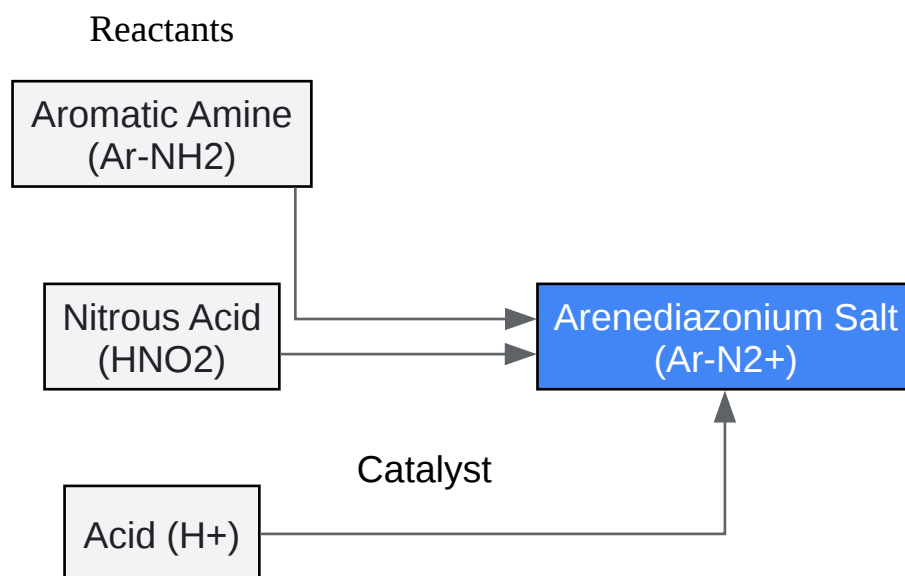 Reactants
Aromatic Amine
(Ar-NH2)
Nitrous Acid
(HNO2)
Arenediazonium Salt
(Ar-N2+)
Catalyst
Acid (H+)